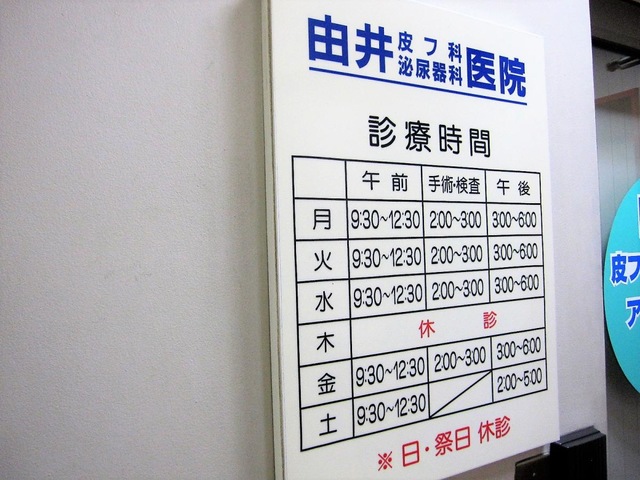 由井 皮フ科 泌尿器科 医院
診療時間
午前 手術・検査 午後
月 9:30~12:30 2:00~3:00 3:00~6:00
火 9:30~12:30 2:00~3:00 3:00~6:00
水 9:30~12:30 2:00~3:00 3:00~6:00
木 休診
金 9:30~12:30 2:00~3:00 3:00~6:00
土 9:30~12:30 2:00~5:00
※日・祭日 休診
皮フ
ア